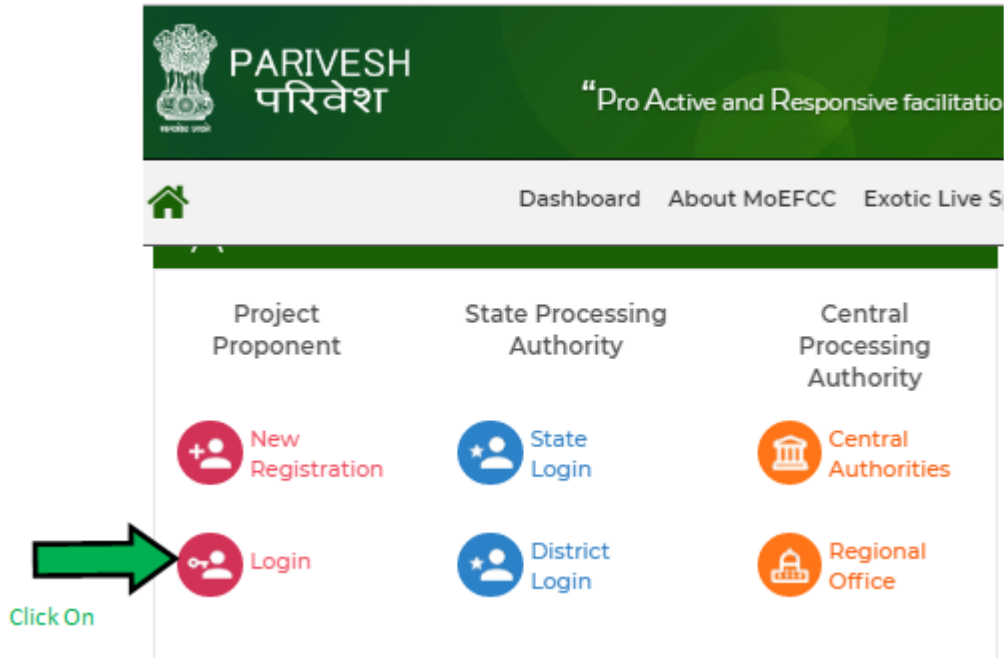 PARIVESH
परिवेश
“Pro Active and Responsive facilitatio
Dashboard About MoEFCC Exotic Live S
Project
Proponent
State Processing
Authority
Central
Processing
Authority
New
Registration
State
Login
Central
Authorities
Login
District
Login
Regional
Office
Click On